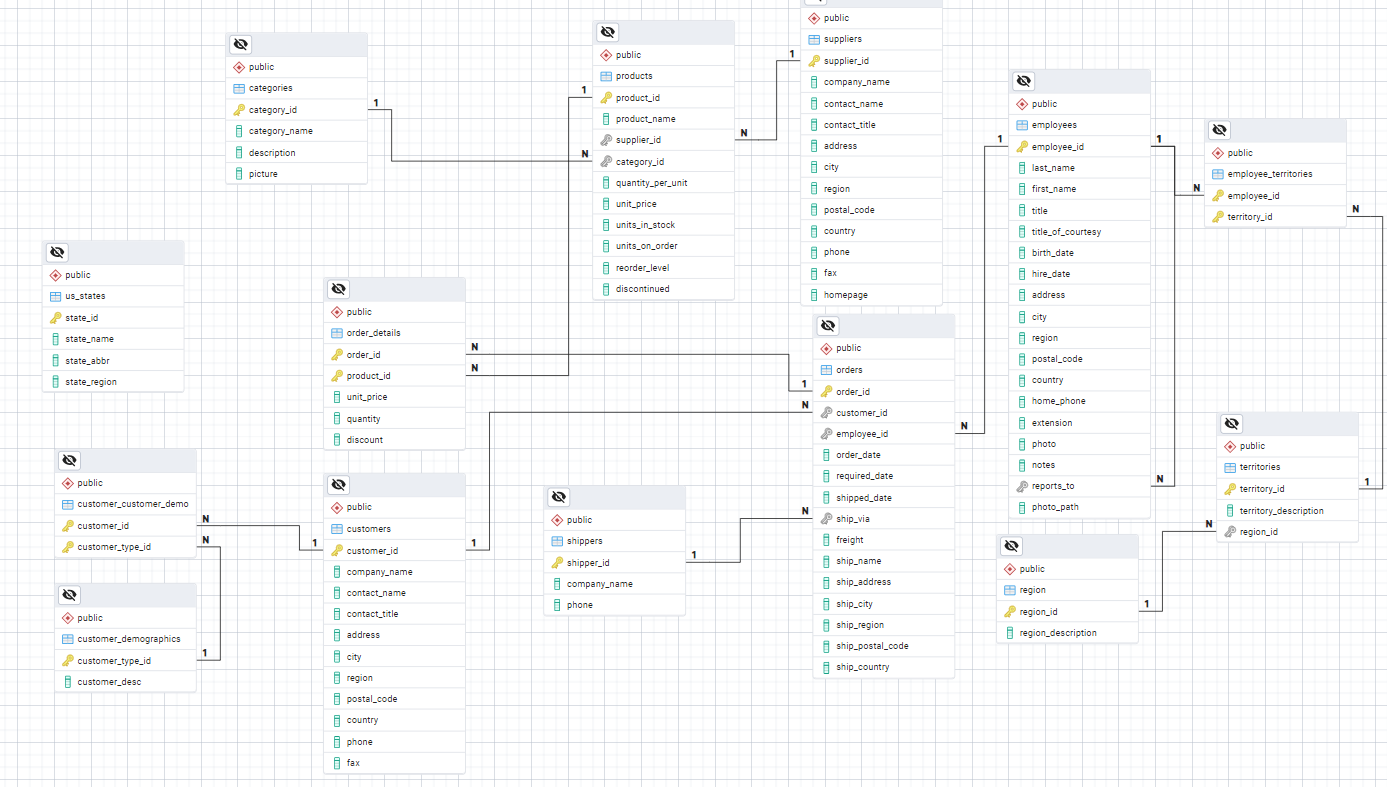 public
categories
category_id
category_name
description
picture
1
N
public
products
product_id
product_name
supplier_id
category_id
quantity_per_unit
unit_price
units_in_stock
units_on_order
reorder_level
discontinued
1
N
1
public
suppliers
supplier_id
company_name
contact_name
contact_title
address
city
region
postal_code
country
phone
fax
homepage
public
employees
employee_id
last_name
first_name
title
title_of_courtesy
birth_date
hire_date
address
city
region
postal_code
country
home_phone
extension
photo
notes
reports_to
photo_path
1
1
N
N
public
employee_territories
employee_id
territory_id
N
public
us_states
state_id
state_name
state_abbr
state_region
public
order_details
order_id
product_id
unit_price
quantity
discount
N
N
1
N
public
orders
order_id
customer_id
employee_id
order_date
required_date
shipped_date
ship_via
freight
ship_name
ship_address
ship_city
ship_region
ship_postal_code
ship_country
N
N
public
territories
territory_id
territory_description
region_id
1
N
public
customer_customer_demo
customer_id
customer_type_id
N
N
public
customer_demographics
customer_type_id
customer_desc
1
1
public
customers
customer_id
company_name
contact_name
contact_title
address
city
region
postal_code
country
phone
fax
1
public
shippers
shipper_id
company_name
phone
1
public
region
region_id
region_description
1